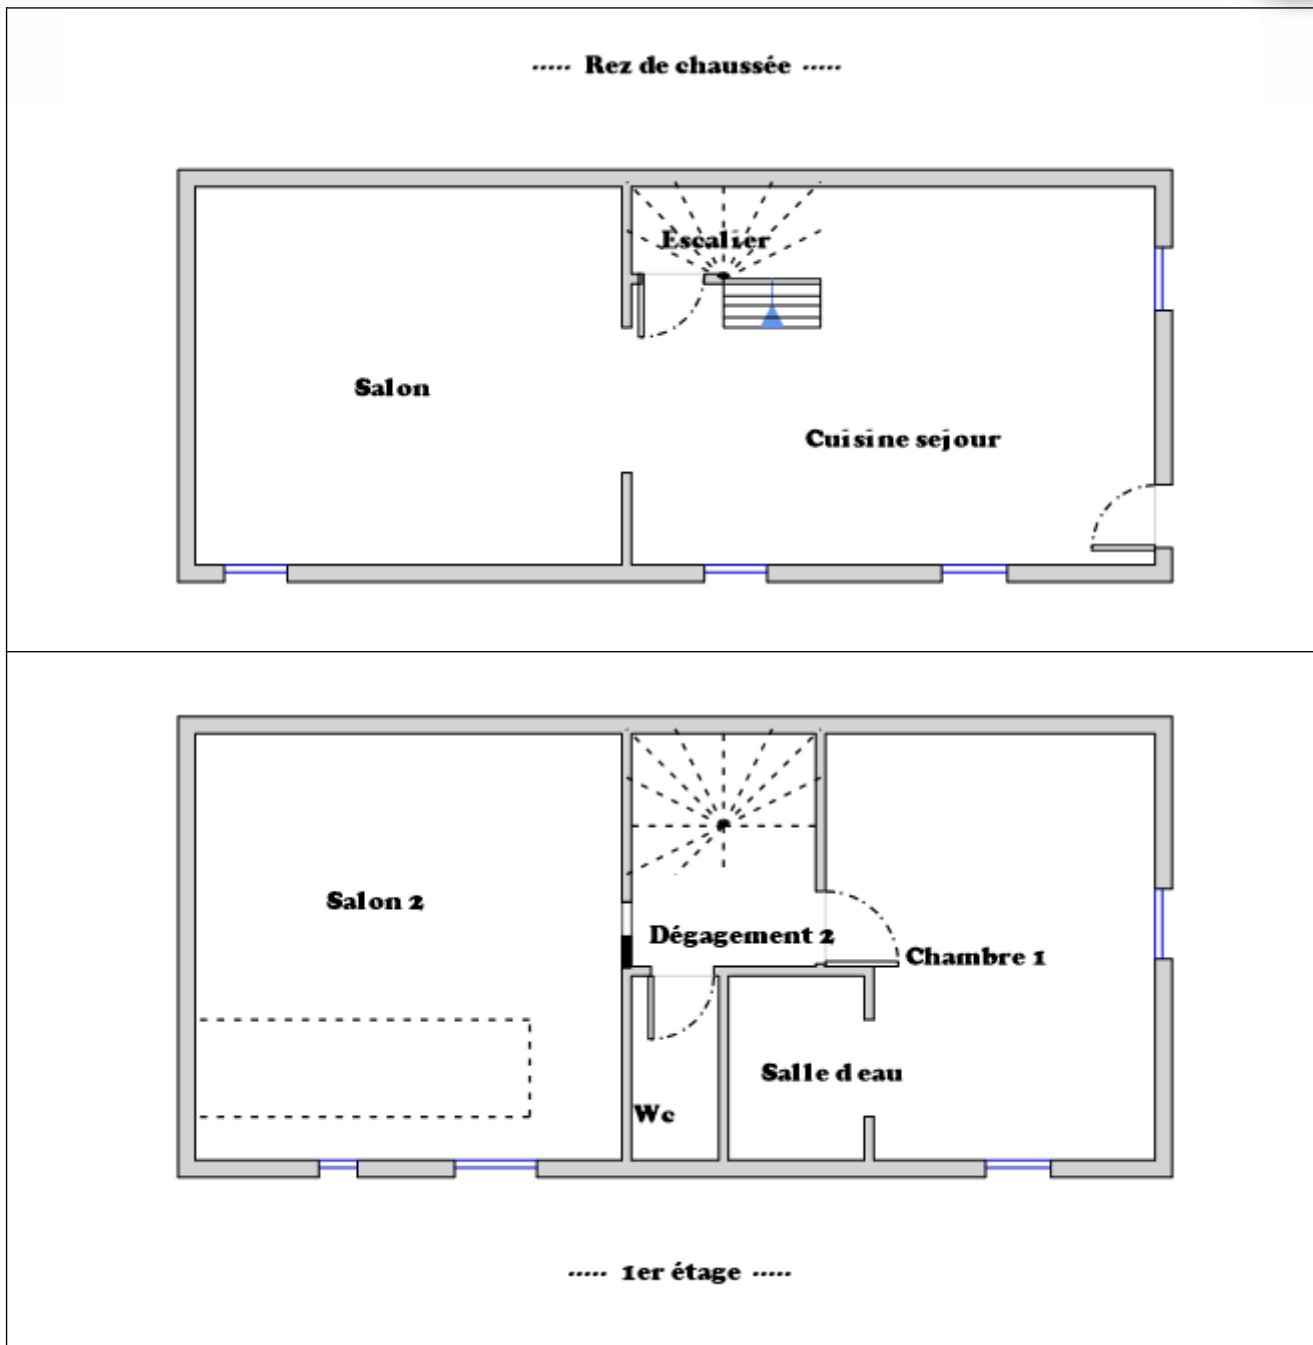 ----- Rez de chaussée -----
Escalier
Salon
Cuisine sejour
Salon 2
Dégagement 2
Chambre 1
Salle d eau
Wc
----- 1er étage -----